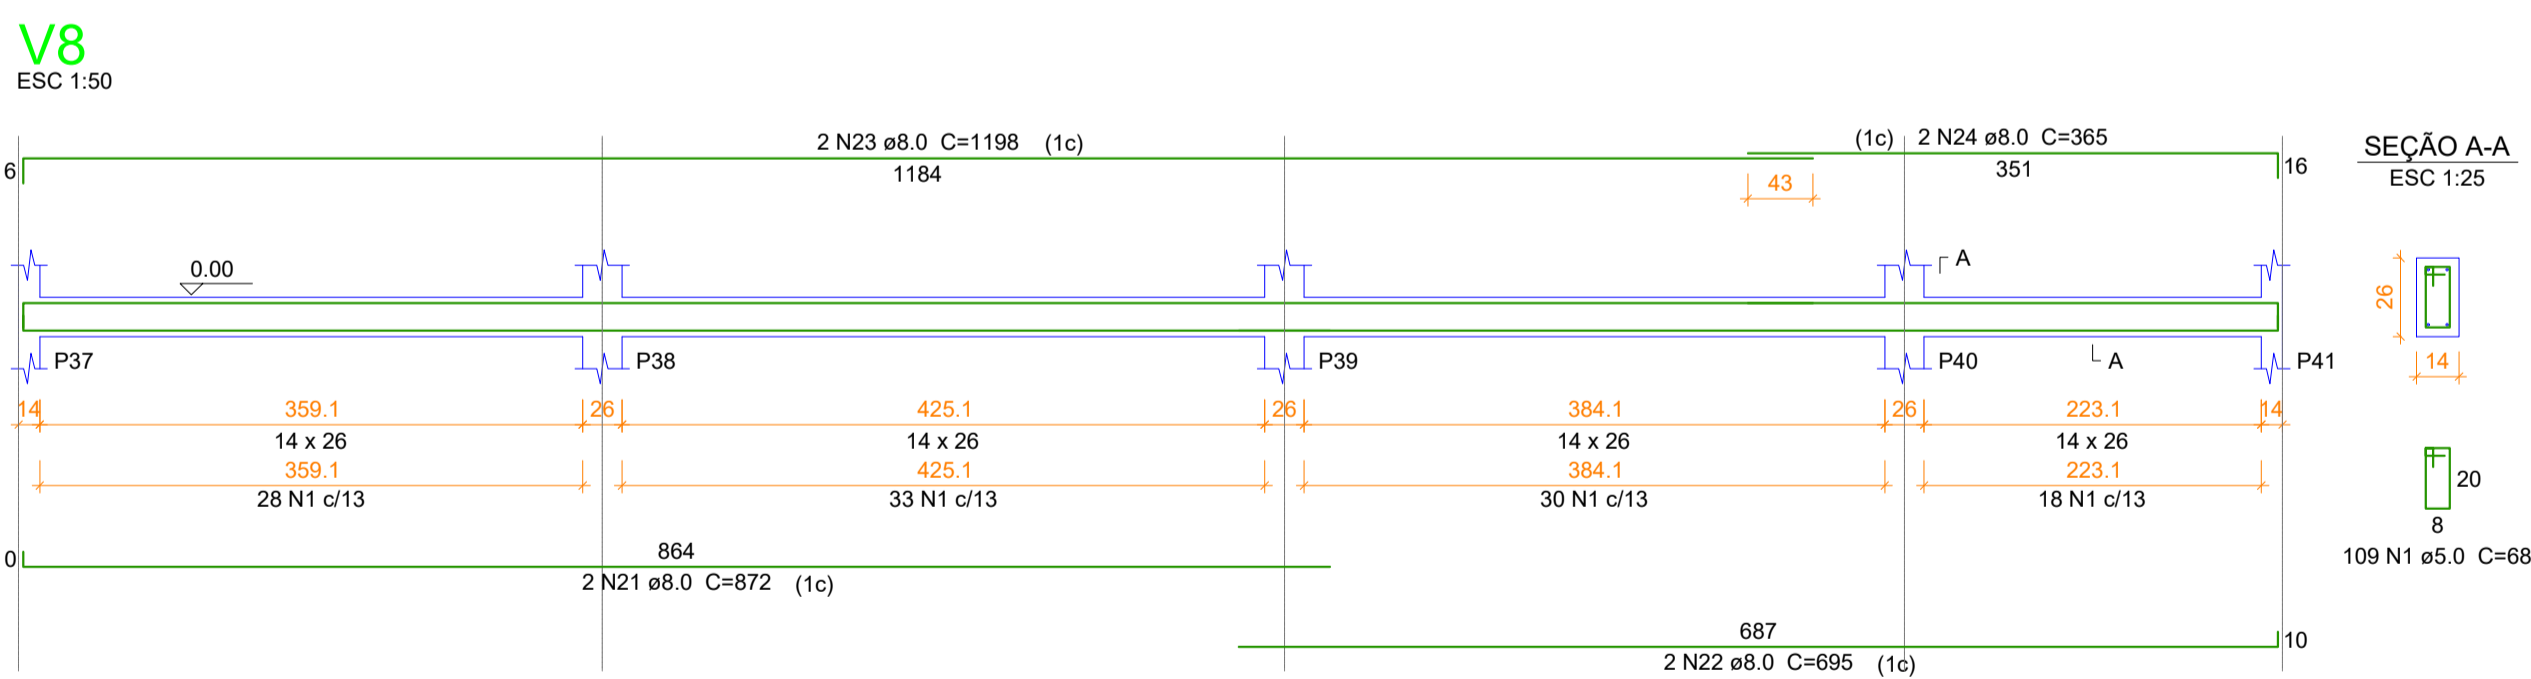 V8
ESC 1:50
2 N23 ø8.0 C=1198 (1c)
(1c) 2 N24 ø8.0 C=365
SEÇÃO A-A
6
1184
351
16
ESC 1:25
43
0.00
A
26
P37
P38
P39
P40
A
P41
14
14
359.1
26
425.1
26
384.1
26
223.1
14
14 x 26
14 x 26
14 x 26
14 x 26
359.1
425.1
384.1
223.1
28 N1 c/13
33 N1 c/13
30 N1 c/13
18 N1 c/13
20
8
109 N1 ø5.0 C=68
0
864
2 N21 ø8.0 C=872 (1c)
687
10
2 N22 ø8.0 C=695 (1c)